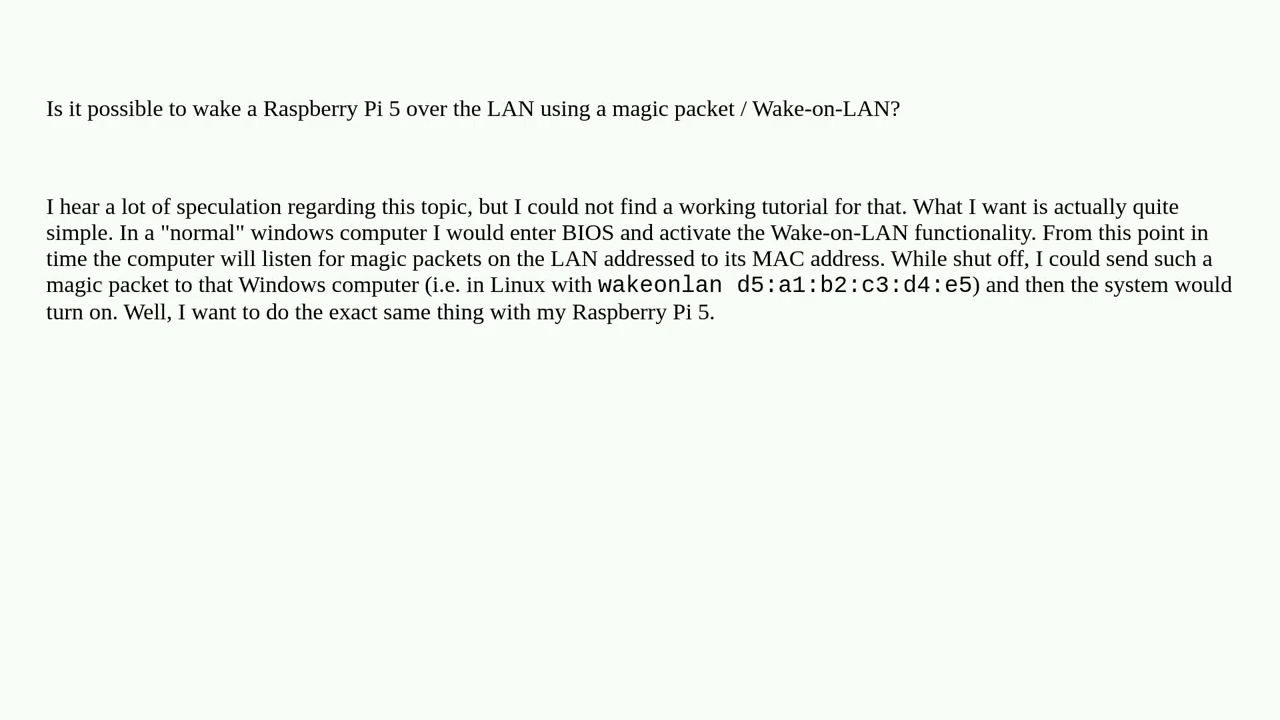 Is it possible to wake a Raspberry Pi 5 over the LAN using a magic packet / Wake-on-LAN?
I hear a lot of speculation regarding this topic, but I could not find a working tutorial for that. What I want is actually quite
simple. In a "normal" windows computer I would enter BIOS and activate the Wake-on-LAN functionality. From this point in
time the computer will listen for magic packets on the LAN addressed to its MAC address. While shut off, I could send such a
magic packet to that Windows computer (i.e. in Linux with wakeonlan d5:a1:b2:c3:d4:e5) and then the system would
turn on. Well, I want to do the exact same thing with my Raspberry Pi 5.